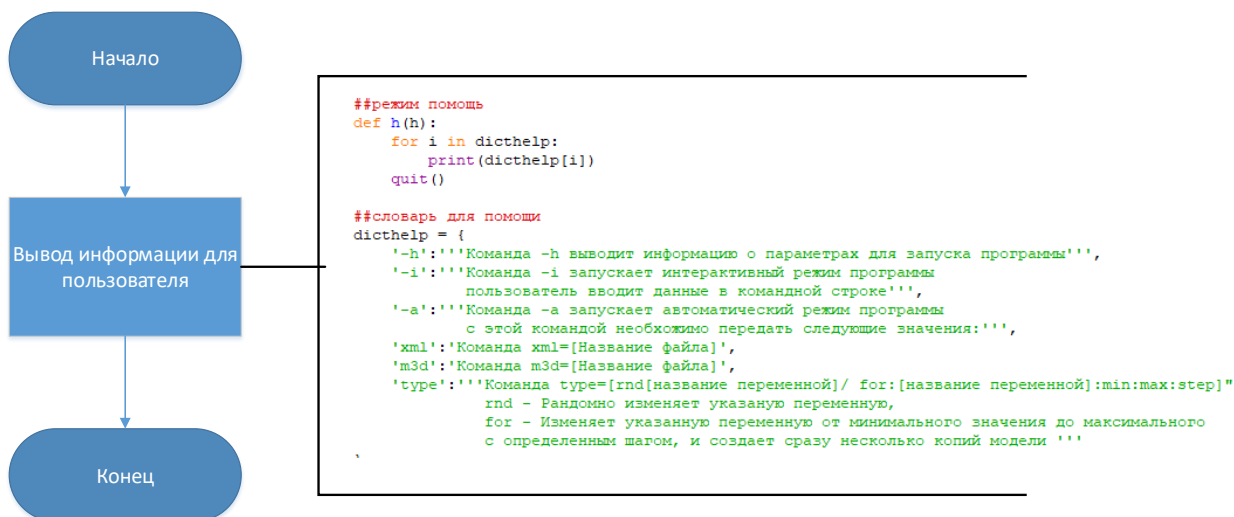 Начало
Вывод информации для
пользователя
Конец
##режим помощь
def h(h):
    for i in dicthelp:
        print(dicthelp[i])
    quit()
##словарь для помощи
dicthelp = {
    '-h':'''Команда -h выводит информацию о параметрах для запуска программы''',
    '-i':'''Команда -i запускает интерактивный режим программы
            пользователь вводит данные в командной строке''',
    '-a':'''Команда -a запускает автоматический режим программы
            с этой командой необхожимо передать следующие значения:''',
    'xml':'Команда xml=[Название файла]',
    'm3d':'Команда m3d=[Название файла]',
    'type':'''Команда type=[rnd[название переменной]/ for:[название переменной]:min:max:step]"
              rnd - Рандомно изменяет указаную переменную,
              for - Изменяет указанную переменную от минимального значения до максимального
              с определенным шагом, и создает сразу несколько копий модели '''